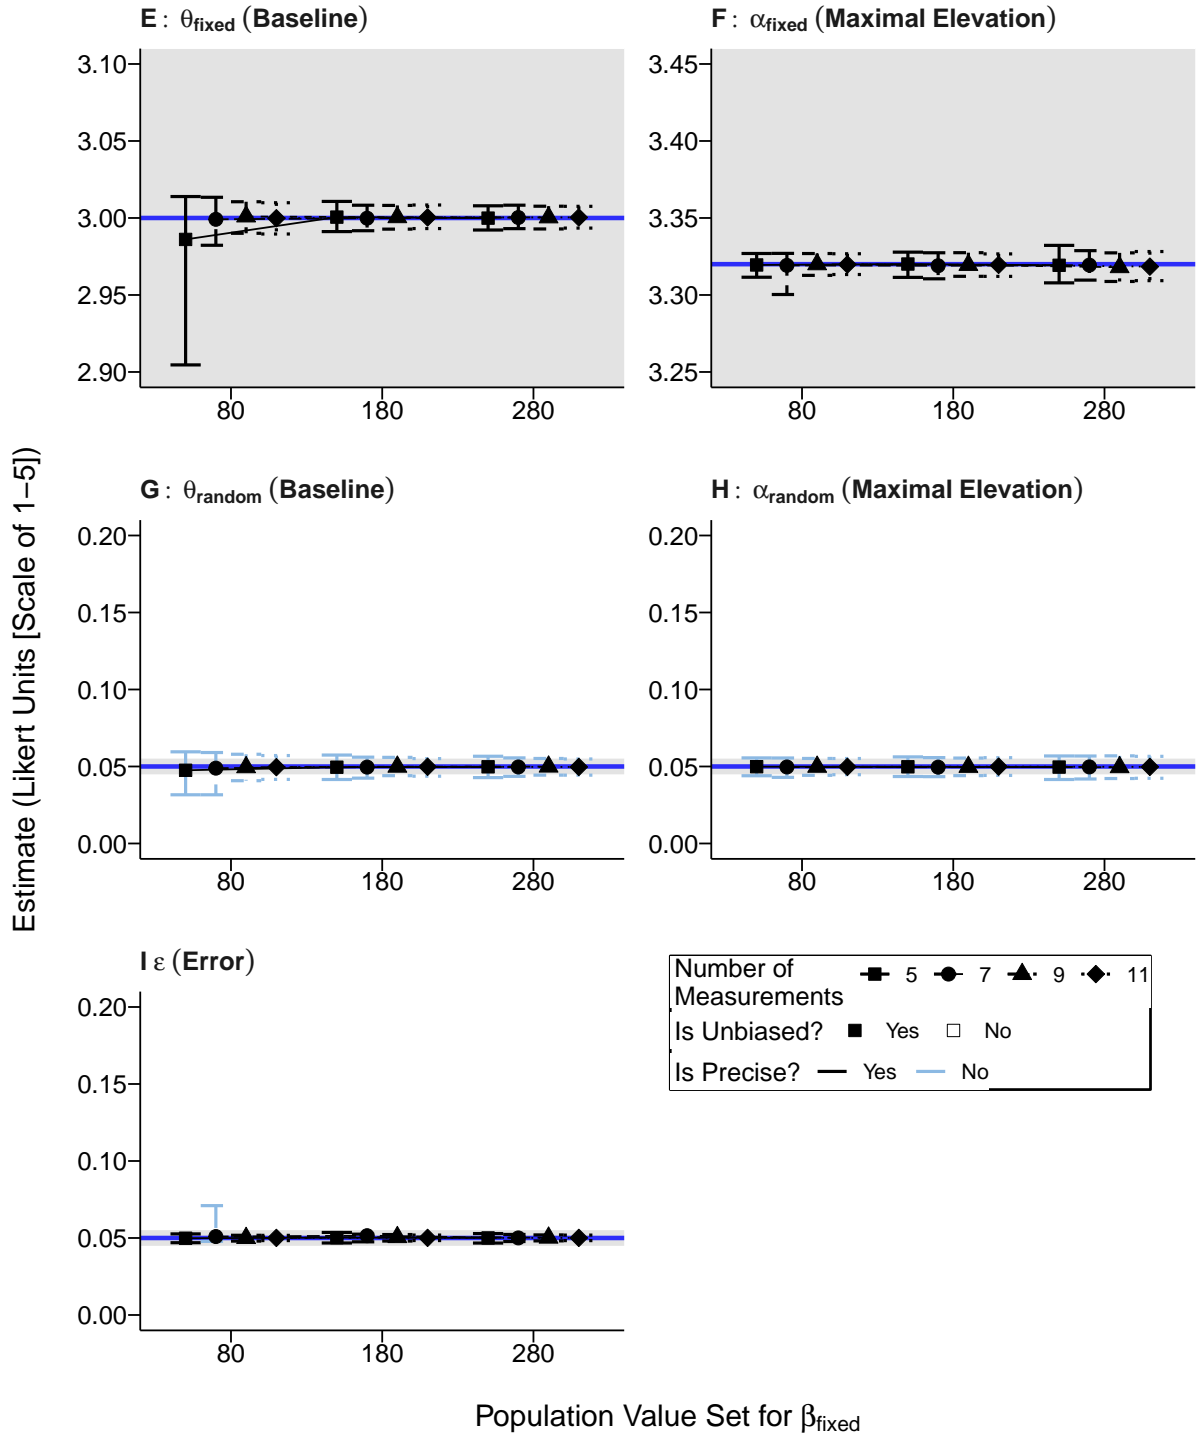 E : θfixed (Baseline)
3.10
3.05
3.00
2.95
2.90
80 180 280
F : αfixed (Maximal Elevation)
3.45
3.40
3.35
3.30
3.25
80 180 280
Estimate (Likert Units [Scale of 1−5])
G : θrandom (Baseline)
0.20
0.15
0.10
0.05
0.00
80 180 280
H : αrandom (Maximal Elevation)
0.20
0.15
0.10
0.05
0.00
80 180 280
I ε (Error)
0.20
0.15
0.10
0.05
0.00
80 180 280
Number of
Measurements 5 7 9 11
Is Unbiased? Yes No
Is Precise? Yes No
Population Value Set for βfixed